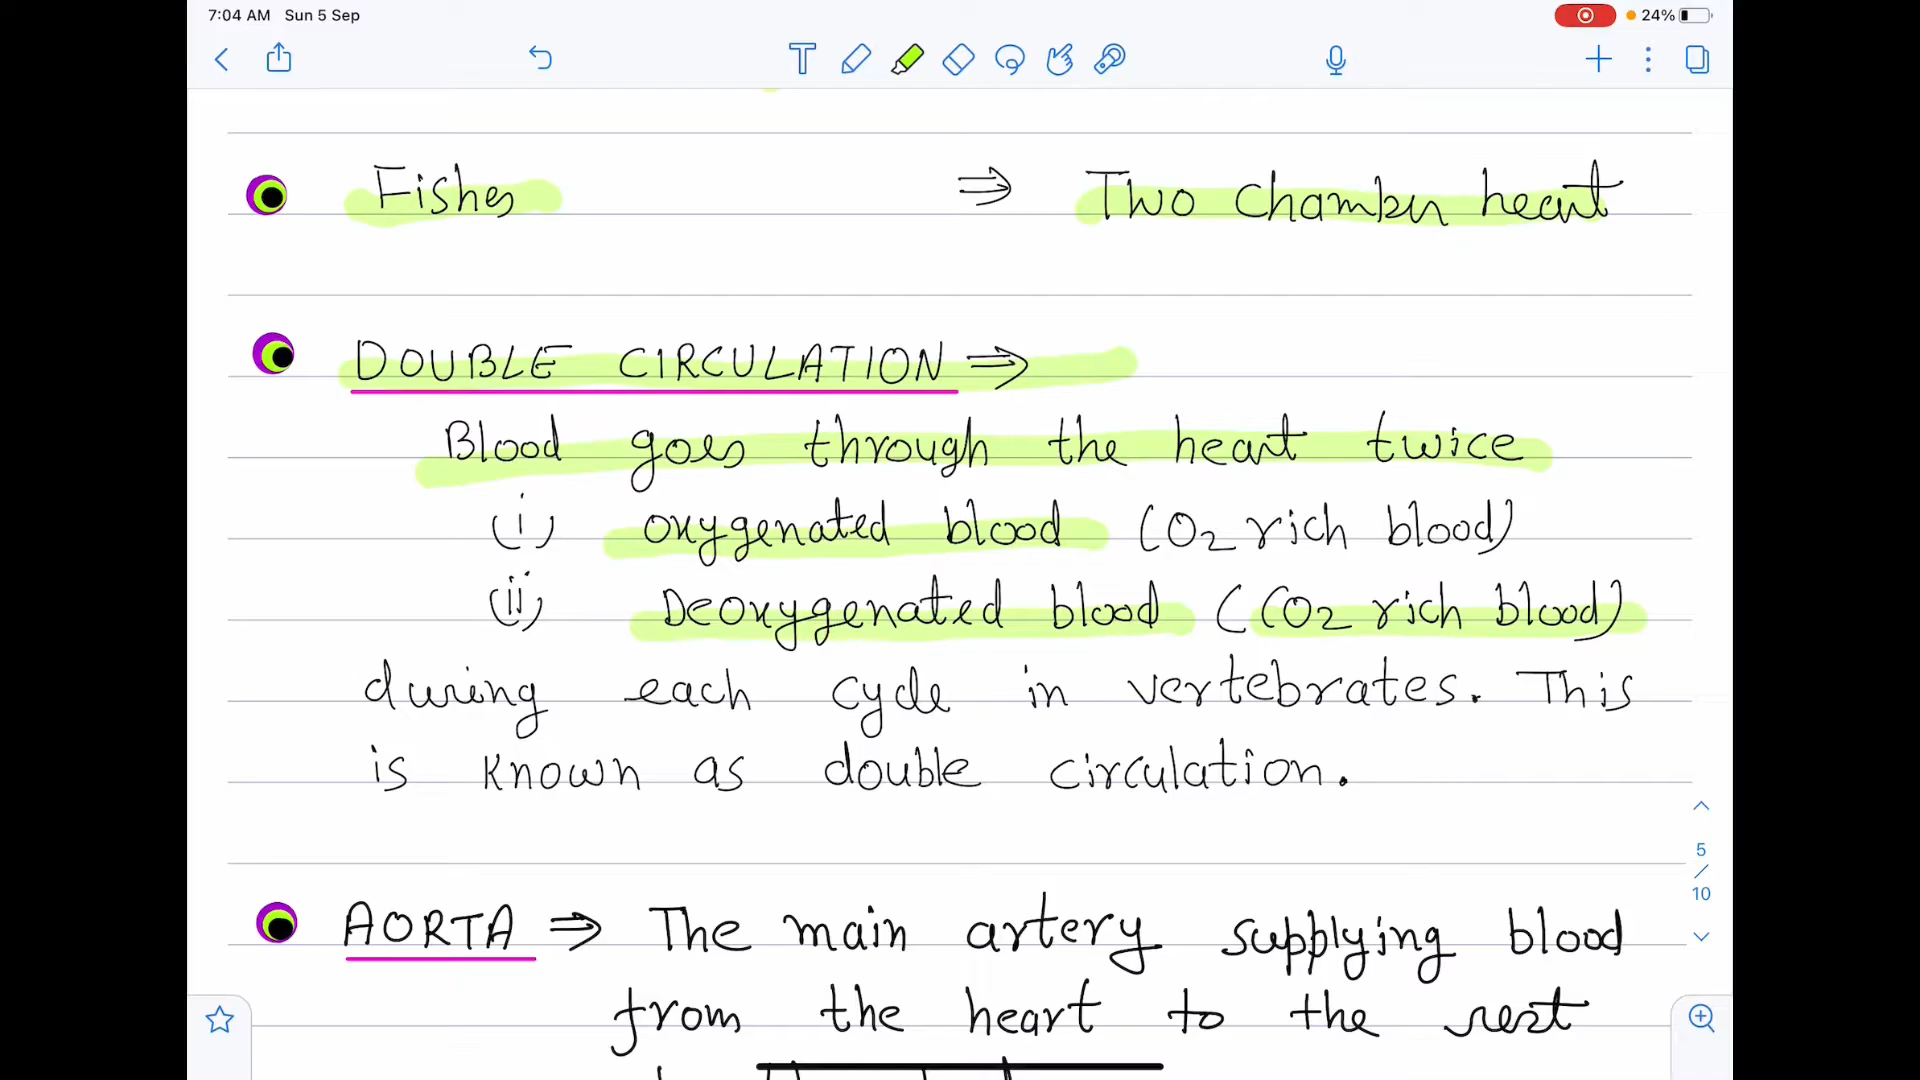 7:04 AM Sun 5 Sep
24%
Fishes ⇒ Two Chamber heart
DOUBLE CIRCULATION ⇒
Blood goes through the heart twice
(i) Oxygenated blood (O2 rich blood)
(ii) Deoxygenated blood (CO2 rich blood)
during each cycle in vertebrates. This
is known as double circulation.
5
/
10
AORTA ⇒ The main artery supplying blood
from the heart to the rest